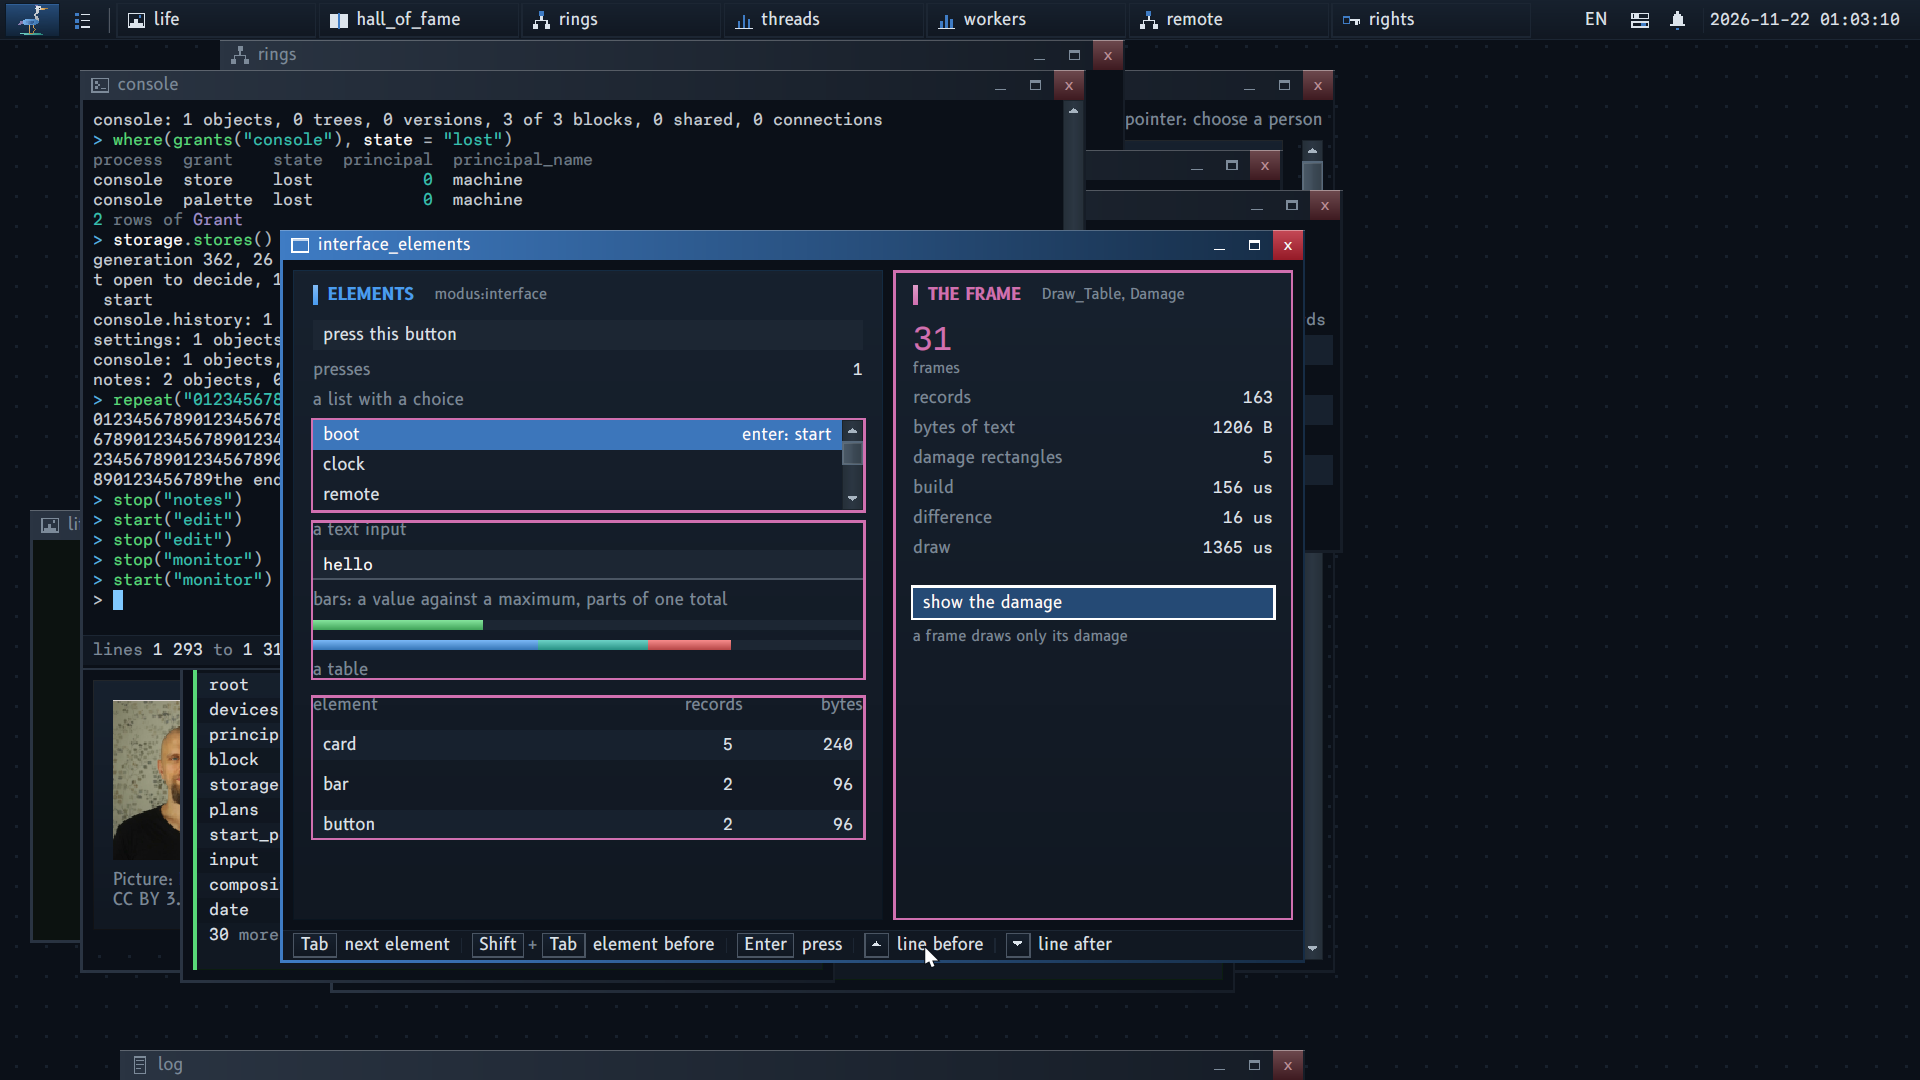 life hall_of_fame rings threads workers remote rights EN 2026-11-22 01:03:10
rings
console
console: 1 objects, 0 trees, 0 versions, 3 of 3 blocks, 0 shared, 0 connections
> where(grants("console"), state = "lost")
process grant state principal principal_name
console store lost 0 machine
console palette lost 0 machine
2 rows of Grant
> storage.stores()
generation 362, 26
t open to decide, 1
start
console.history: 1
settings: 1 objects
console: 1 objects,
notes: 2 objects, 0
> repeat("012345678
0123456789012345678
6789012345678901234
2345678901234567890
890123456789the end
> stop("notes")
> start("edit")
> stop("edit")
> stop("monitor")
> start("monitor")
>
lines 1 293 to 1 31
pointer: choose a person
ds
li
interface_elements
ELEMENTS modus:interface
press this button
presses 1
a list with a choice
boot enter: start
clock
remote
a text input
hello
bars: a value against a maximum, parts of one total
a table
element records bytes
card 5 240
bar 2 96
button 2 96
THE FRAME Draw_Table, Damage
31
frames
records 163
bytes of text 1206 B
damage rectangles 5
build 156 us
difference 16 us
draw 1365 us
show the damage
a frame draws only its damage
Tab next element Shift + Tab element before Enter press line before line after
Picture:
CC BY 3.
root
devices
princip
block
storage
plans
start_p
input
composi
date
30 more
log